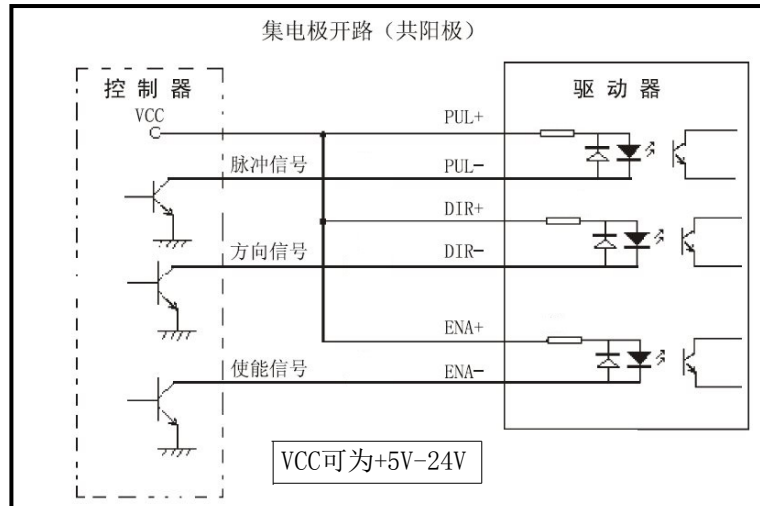 集电极开路（共阳极）
控制器
驱动器
VCC
PUL+
脉冲信号
PUL-
DIR+
方向信号
DIR-
ENA+
使能信号
ENA-
VCC可为+5V-24V